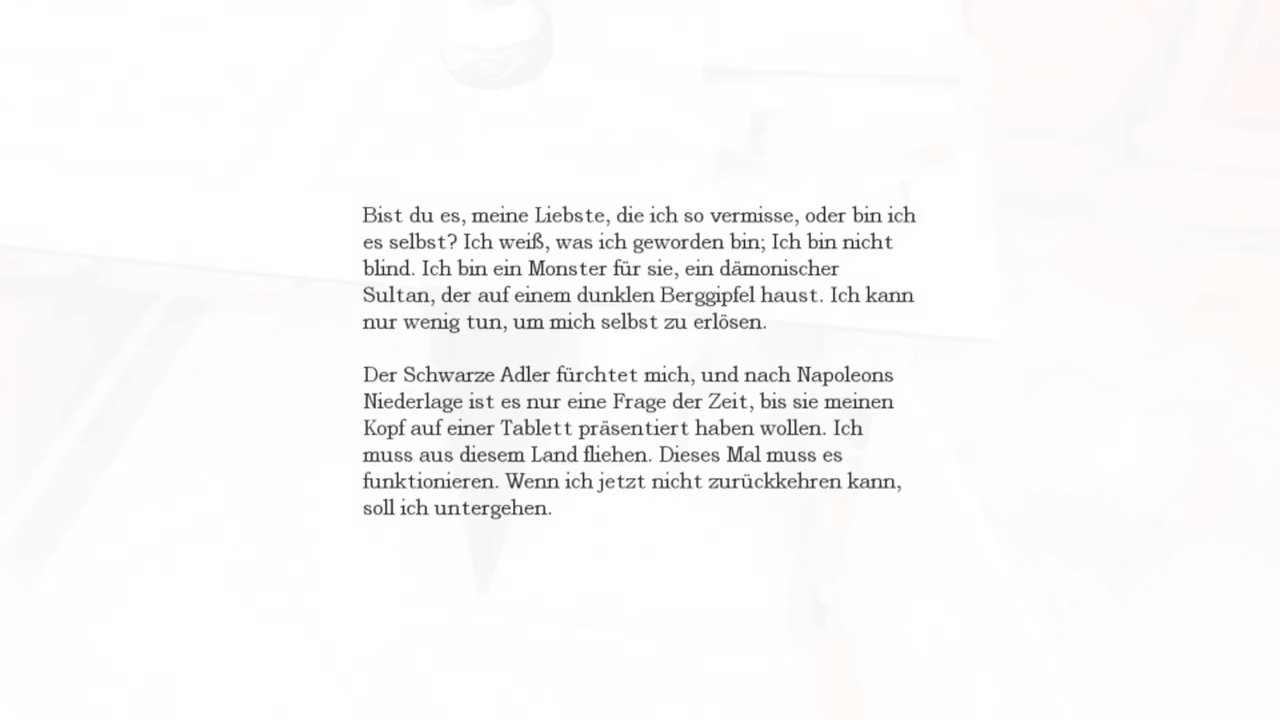 Bist du es, meine Liebste, die ich so vermisse, oder bin ich
es selbst? Ich weiß, was ich geworden bin; Ich bin nicht
blind. Ich bin ein Monster für sie, ein dämonischer
Sultan, der auf einem dunklen Berggipfel haust. Ich kann
nur wenig tun, um mich selbst zu erlösen.
Der Schwarze Adler fürchtet mich, und nach Napoleons
Niederlage ist es nur eine Frage der Zeit, bis sie meinen
Kopf auf einer Tablett präsentiert haben wollen. Ich
muss aus diesem Land fliehen. Dieses Mal muss es
funktionieren. Wenn ich jetzt nicht zurückkehren kann,
soll ich untergehen.